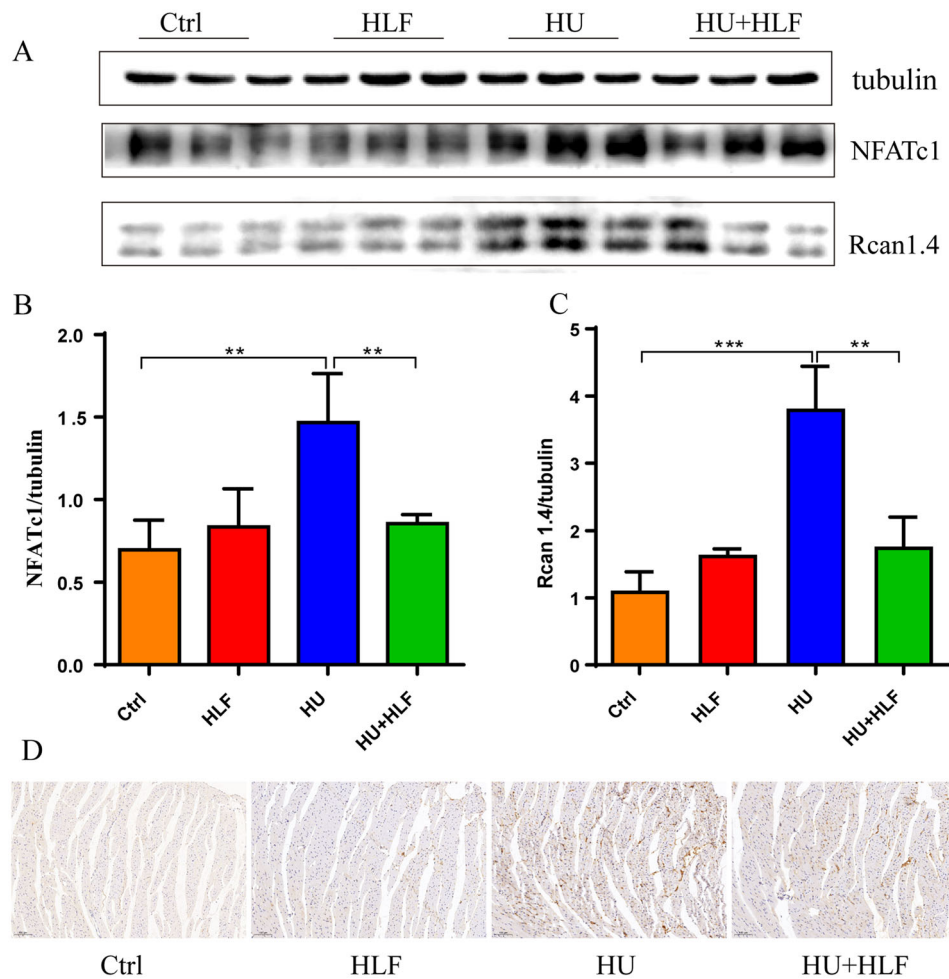 Ctrl HLF HU HU+HLF
A
tubulin
NFATc1
Rcan1.4
B
2.0
1.5
1.0
0.5
0.0
NFATc1/tubulin
** **
Ctrl HLF HU HU+HLF
C
5
4
3
2
1
0
Rcan 1.4/tubulin
*** **
Ctrl HLF HU HU+HLF
D
Ctrl HLF HU HU+HLF